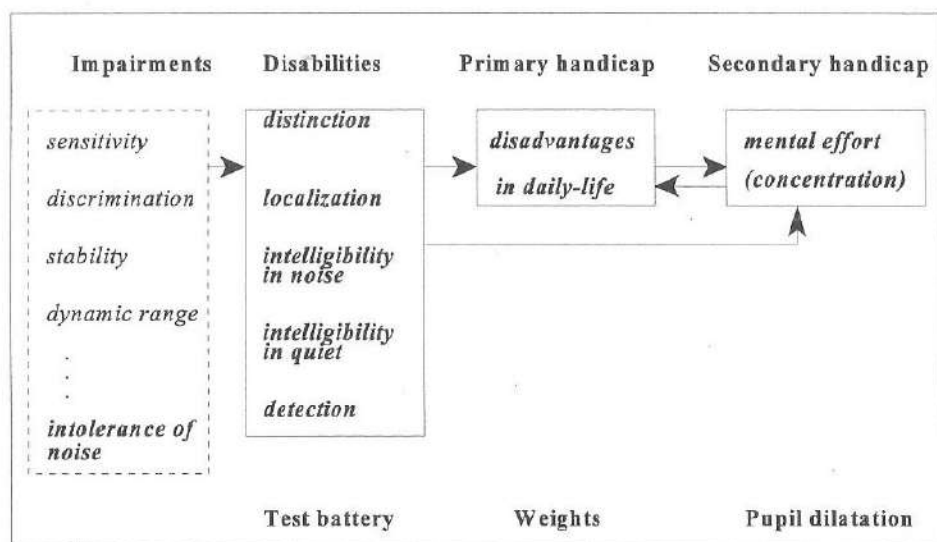 Impairments
Disabilities
Primary handicap
Secondary handicap
sensitivity
discrimination
stability
dynamic range
.
.
.
intolerance of
noise
distinction
localization
intelligibility
in noise
intelligibility
in quiet
detection
disadvantages
in daily-life
mental effort
(concentration)
Test battery
Weights
Pupil dilatation